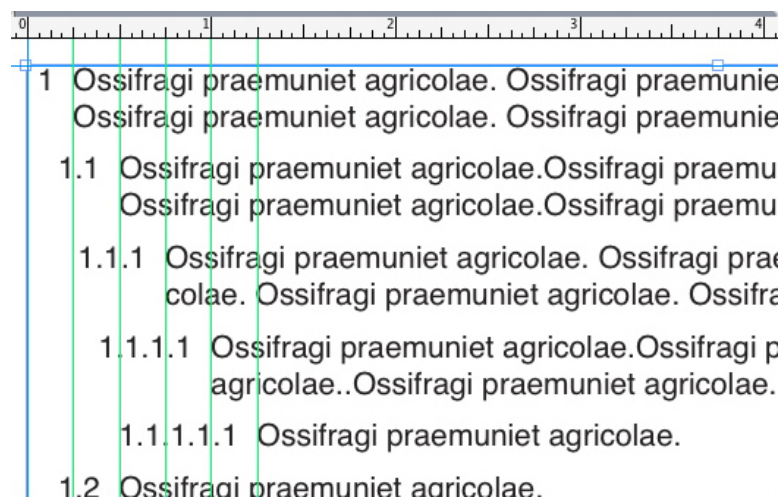 0 1 2 3 4
1 Ossifragi praemuniet agricolae. Ossifragi praemunie
Ossifragi praemuniet agricolae. Ossifragi praemunie
1.1 Ossifragi praemuniet agricolae.Ossifragi praemu
Ossifragi praemuniet agricolae.Ossifragi praemu
1.1.1 Ossifragi praemuniet agricolae. Ossifragi prae
colae. Ossifragi praemuniet agricolae. Ossifra
1.1.1.1 Ossifragi praemuniet agricolae.Ossifragi p
agricolae..Ossifragi praemuniet agricolae.
1.1.1.1.1 Ossifragi praemuniet agricolae.
1.2 Ossifragi praemuniet agricolae.